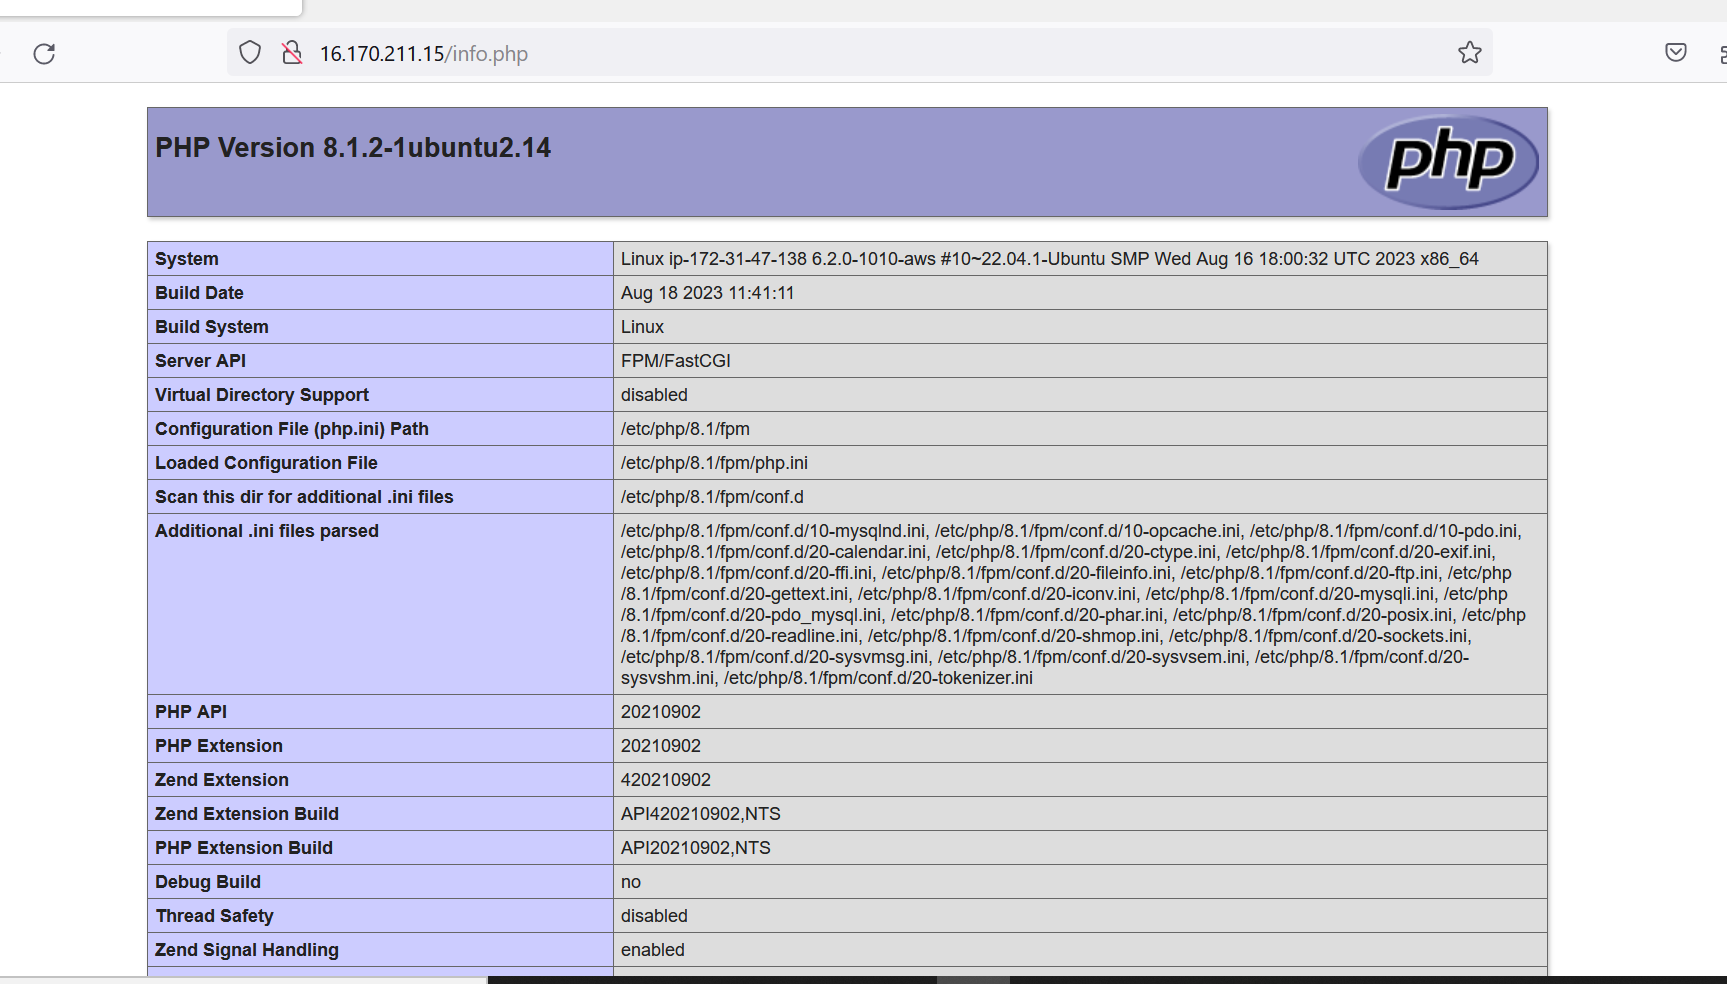 16.170.211.15/info.php
PHP Version 8.1.2-1ubuntu2.14
php
System Linux ip-172-31-47-138 6.2.0-1010-aws #10~22.04.1-Ubuntu SMP Wed Aug 16 18:00:32 UTC 2023 x86_64
Build Date Aug 18 2023 11:41:11
Build System Linux
Server API FPM/FastCGI
Virtual Directory Support disabled
Configuration File (php.ini) Path /etc/php/8.1/fpm
Loaded Configuration File /etc/php/8.1/fpm/php.ini
Scan this dir for additional .ini files /etc/php/8.1/fpm/conf.d
Additional .ini files parsed /etc/php/8.1/fpm/conf.d/10-mysqlnd.ini, /etc/php/8.1/fpm/conf.d/10-opcache.ini, /etc/php/8.1/fpm/conf.d/10-pdo.ini,
/etc/php/8.1/fpm/conf.d/20-calendar.ini, /etc/php/8.1/fpm/conf.d/20-ctype.ini, /etc/php/8.1/fpm/conf.d/20-exif.ini,
/etc/php/8.1/fpm/conf.d/20-ffi.ini, /etc/php/8.1/fpm/conf.d/20-fileinfo.ini, /etc/php/8.1/fpm/conf.d/20-ftp.ini, /etc/php
/8.1/fpm/conf.d/20-gettext.ini, /etc/php/8.1/fpm/conf.d/20-iconv.ini, /etc/php/8.1/fpm/conf.d/20-mysqli.ini, /etc/php
/8.1/fpm/conf.d/20-pdo_mysql.ini, /etc/php/8.1/fpm/conf.d/20-phar.ini, /etc/php/8.1/fpm/conf.d/20-posix.ini, /etc/php
/8.1/fpm/conf.d/20-readline.ini, /etc/php/8.1/fpm/conf.d/20-shmop.ini, /etc/php/8.1/fpm/conf.d/20-sockets.ini,
/etc/php/8.1/fpm/conf.d/20-sysvmsg.ini, /etc/php/8.1/fpm/conf.d/20-sysvsem.ini, /etc/php/8.1/fpm/conf.d/20-
sysvshm.ini, /etc/php/8.1/fpm/conf.d/20-tokenizer.ini
PHP API 20210902
PHP Extension 20210902
Zend Extension 420210902
Zend Extension Build API420210902,NTS
PHP Extension Build API20210902,NTS
Debug Build no
Thread Safety disabled
Zend Signal Handling enabled